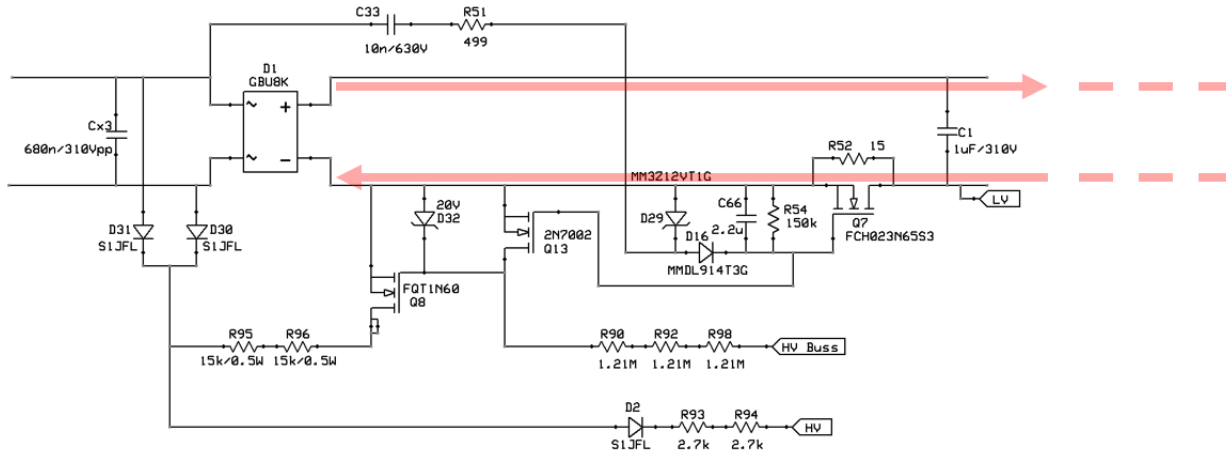 C33
10n/630V
R51
499
D1
GBU8K
~
+
~
−
Cx3
680n/310Vpp
C1
1uF/310V
R52 15
MM3Z12VT1G
LV
D31
S1JFL
D30
S1JFL
20V
D32
2N7002
Q13
D29
C66
2.2u
R54
150k
Q7
FCH023N65S3
D16
MMDL914T3G
FQT1N60
Q8
R95
15k/0.5W
R96
15k/0.5W
R90
1.21M
R92
1.21M
R98
1.21M
HV Buss
D2
S1JFL
R93
2.7k
R94
2.7k
HV